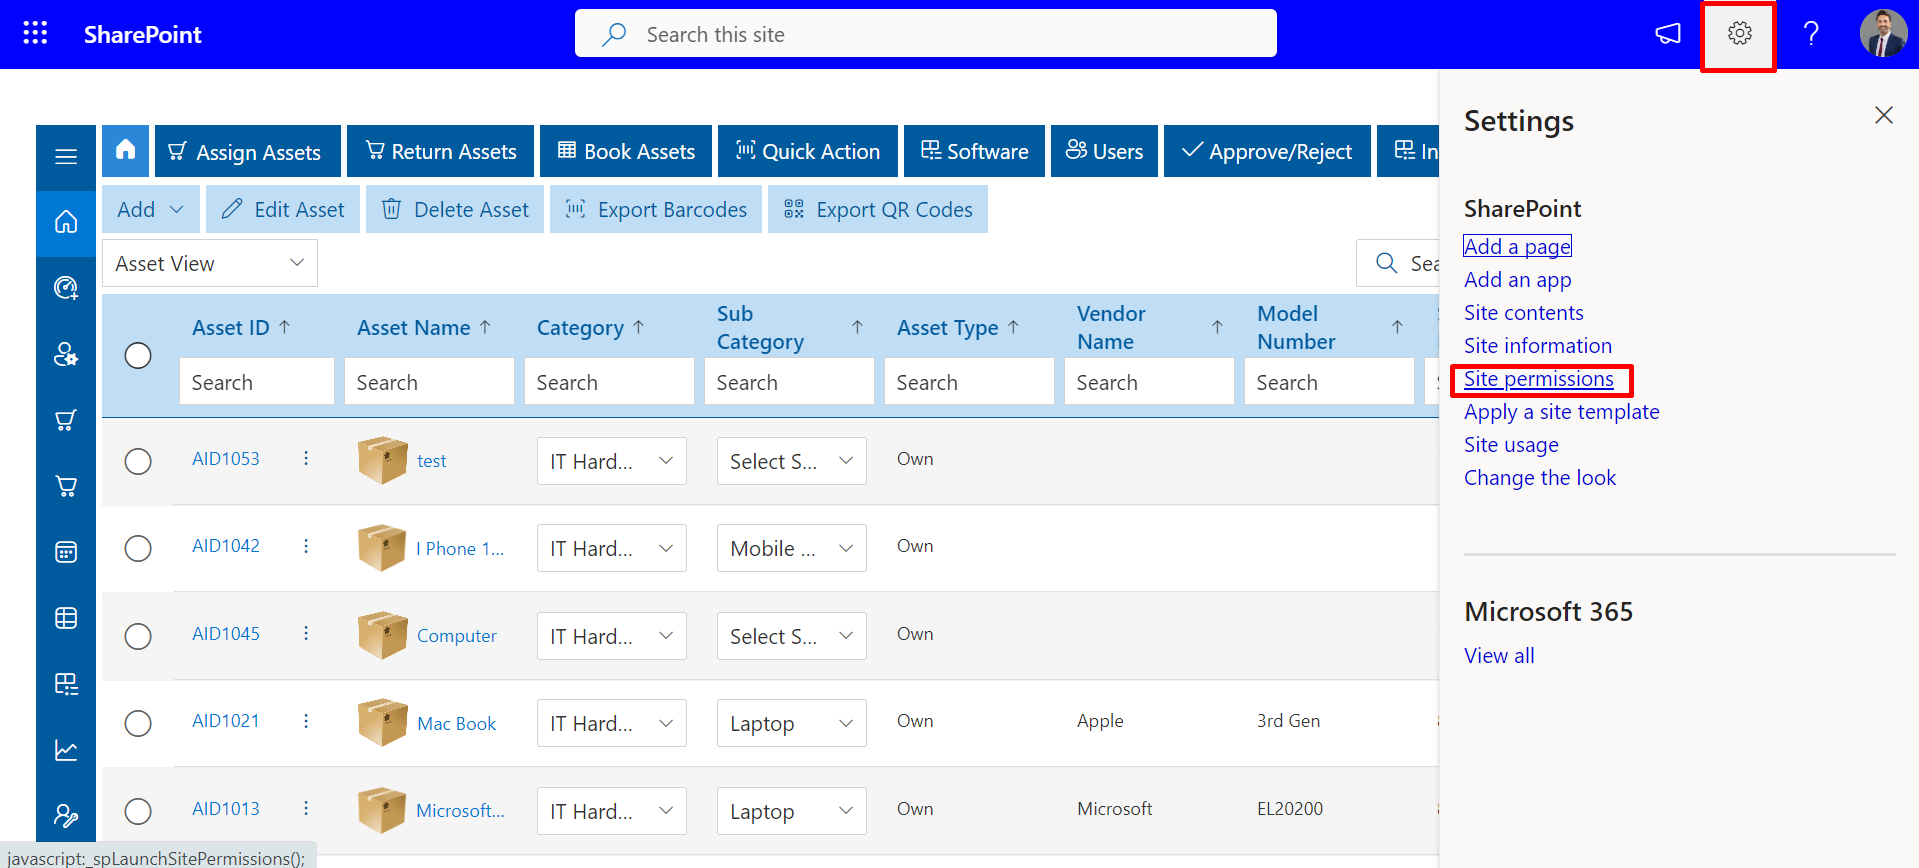 SharePoint
Search this site
?
Assign Assets
Return Assets
Book Assets
Quick Action
Software
Users
Approve/Reject
In
Add
Edit Asset
Delete Asset
Export Barcodes
Export QR Codes
Asset View
Sea
Asset ID ↑
Asset Name ↑
Category ↑
Sub Category ↑
Asset Type ↑
Vendor Name ↑
Model Number ↑
Search
Search
Search
Search
Search
Search
Search
AID1053
test
IT Hard...
Select S...
Own
AID1042
I Phone 1...
IT Hard...
Mobile ...
Own
AID1045
Computer
IT Hard...
Select S...
Own
AID1021
Mac Book
IT Hard...
Laptop
Own
Apple
3rd Gen
AID1013
Microsoft...
IT Hard...
Laptop
Own
Microsoft
EL20200
javascript:_spLaunchSitePermissions();
Settings
SharePoint
Add a page
Add an app
Site contents
Site information
Site permissions
Apply a site template
Site usage
Change the look
Microsoft 365
View all